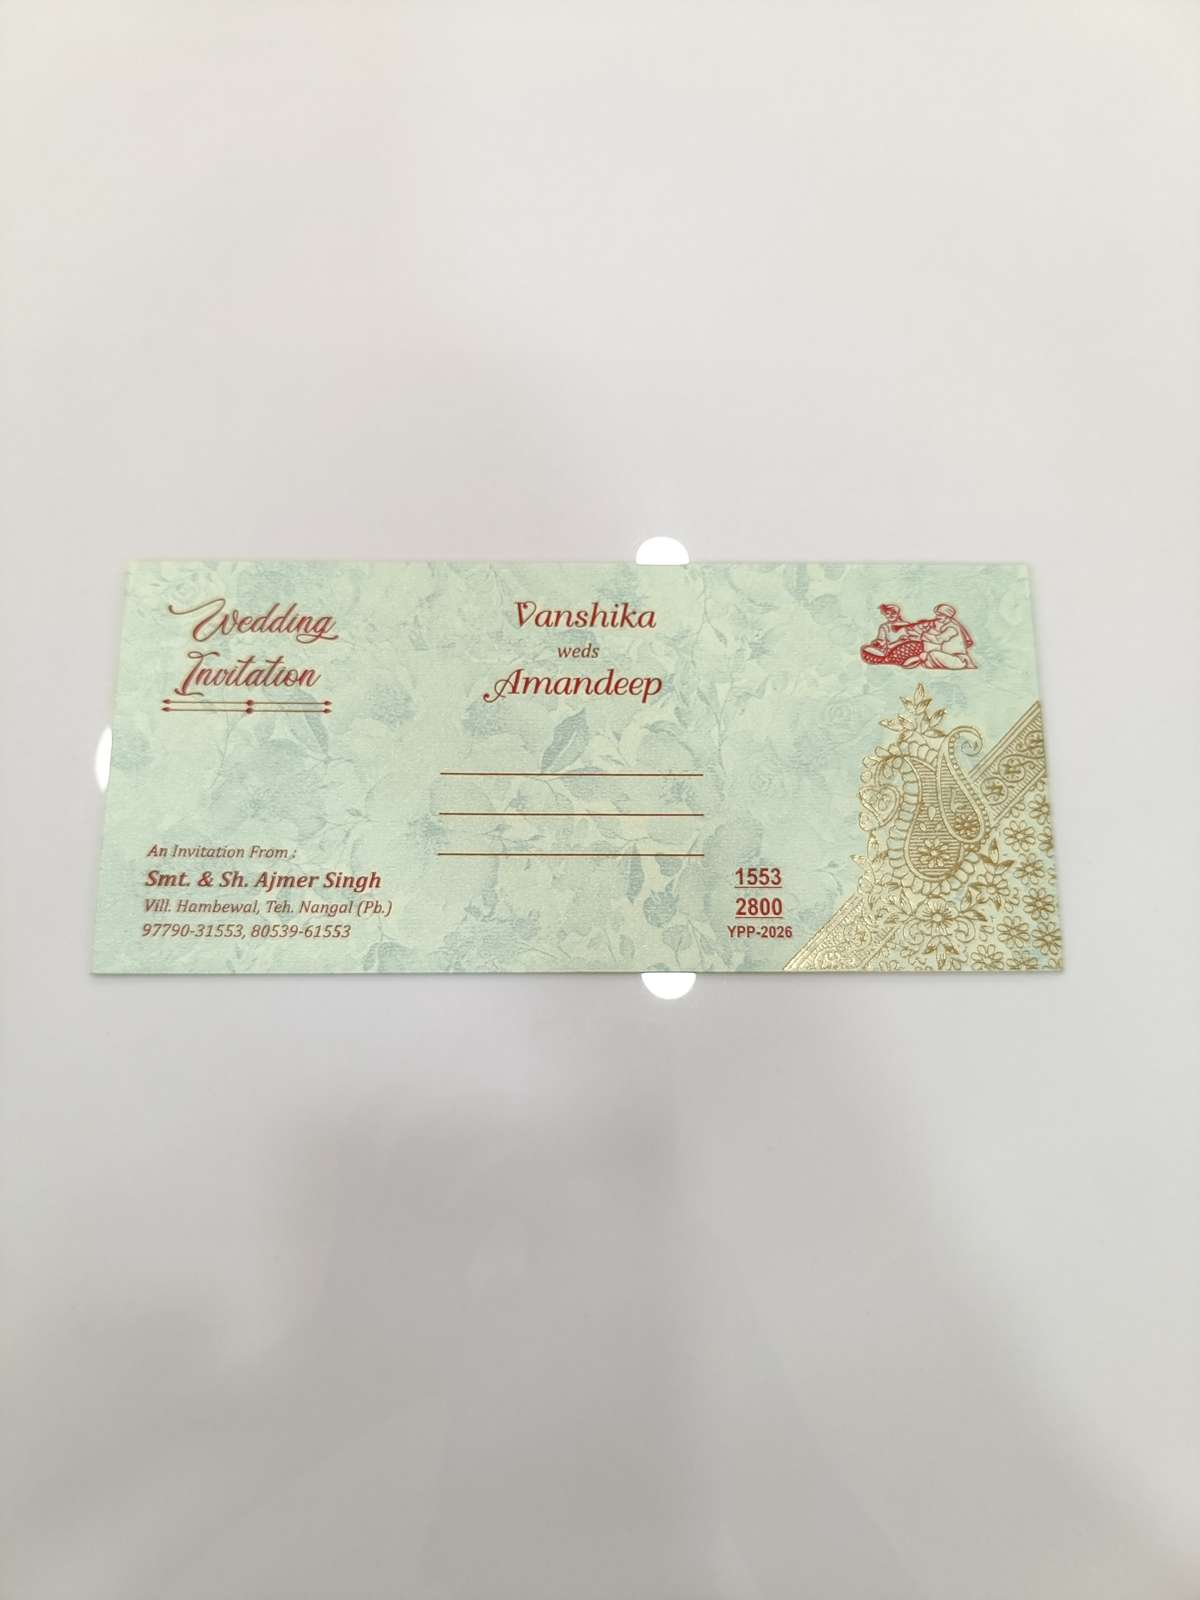 Wedding
Invitation
Vanshika
weds
Amandeep
An Invitation From :
Smt. & Sh. Ajmer Singh
Vill. Hambewal, Teh. Nangal (Pb.)
97790-31553, 80539-61553
1553
2800
YPP-2026